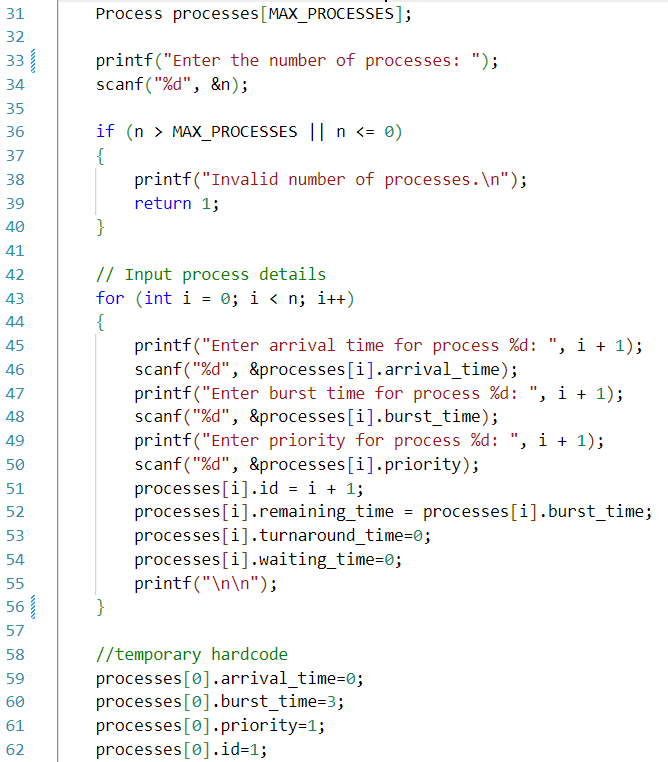 31 Process processes[MAX_PROCESSES];
32
33 printf("Enter the number of processes: ");
34 scanf("%d", &n);
35
36 if (n > MAX_PROCESSES || n <= 0)
37 {
38 printf("Invalid number of processes.\n");
39 return 1;
40 }
41
42 // Input process details
43 for (int i = 0; i < n; i++)
44 {
45 printf("Enter arrival time for process %d: ", i + 1);
46 scanf("%d", &processes[i].arrival_time);
47 printf("Enter burst time for process %d: ", i + 1);
48 scanf("%d", &processes[i].burst_time);
49 printf("Enter priority for process %d: ", i + 1);
50 scanf("%d", &processes[i].priority);
51 processes[i].id = i + 1;
52 processes[i].remaining_time = processes[i].burst_time;
53 processes[i].turnaround_time=0;
54 processes[i].waiting_time=0;
55 printf("\n\n");
56 }
57
58 //temporary hardcode
59 processes[0].arrival_time=0;
60 processes[0].burst_time=3;
61 processes[0].priority=1;
62 processes[0].id=1;